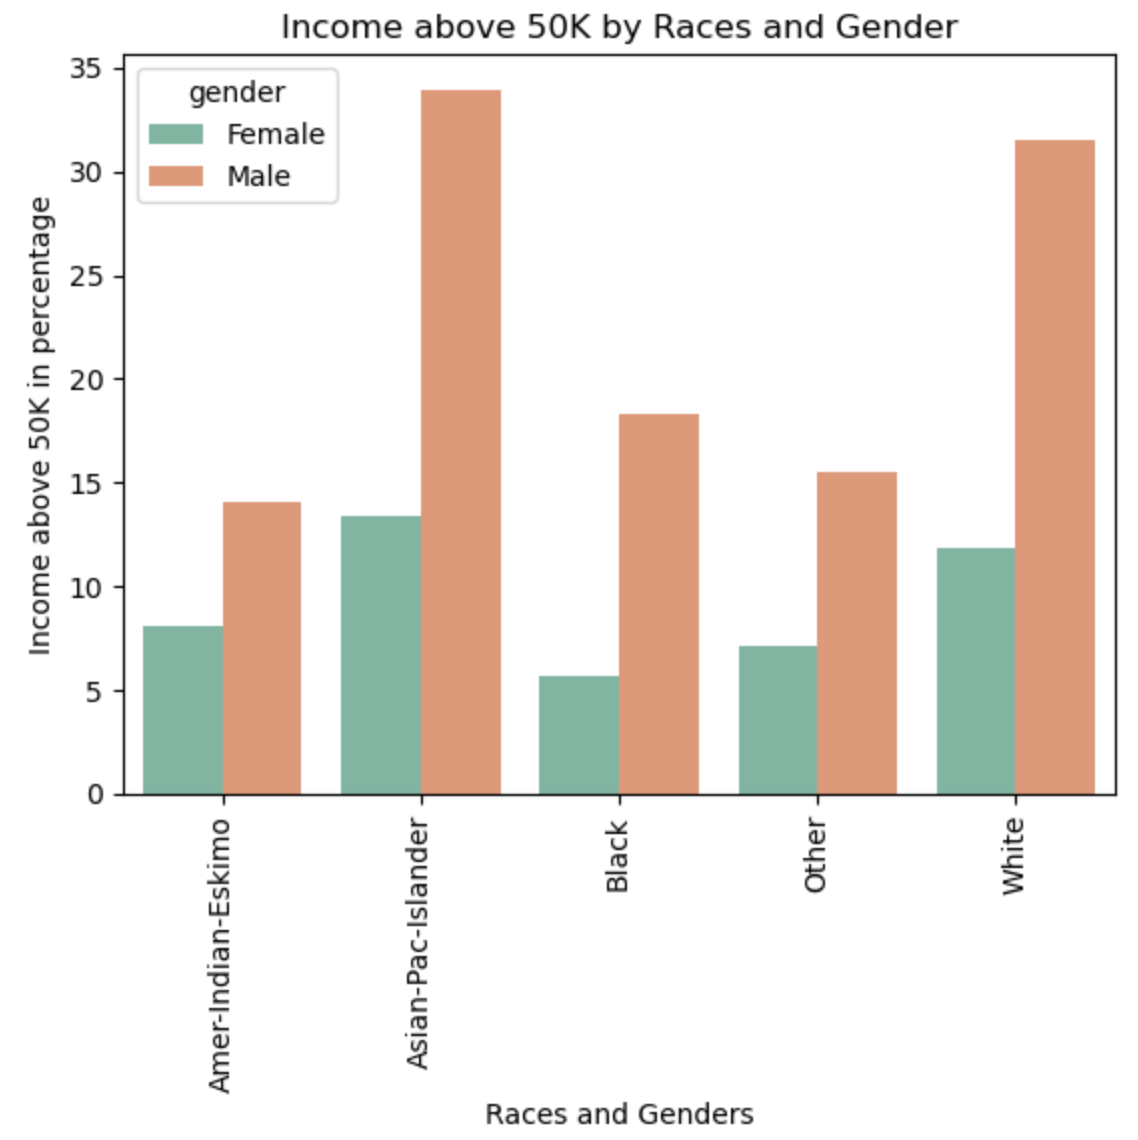 Income above 50K by Races and Gender
gender
Female
Male
Income above 50K in percentage
35
30
25
20
15
10
5
0
Amer-Indian-Eskimo
Asian-Pac-Islander
Black
Other
White
Races and Genders